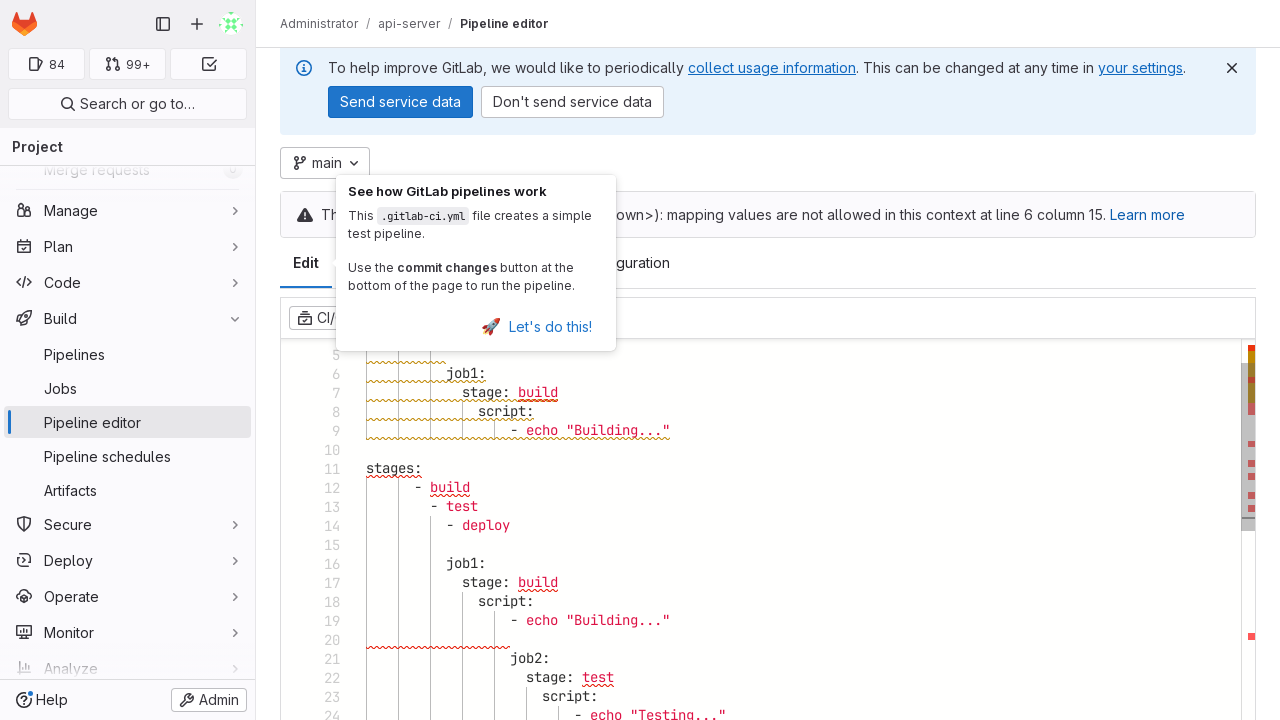 Administrator / api-server / Pipeline editor
84
99+
Search or go to…
Project
Merge requests
Manage
Plan
Code
Build
Pipelines
Jobs
Pipeline editor
Pipeline schedules
Artifacts
Secure
Deploy
Operate
Monitor
Analyze
Help
Admin
To help improve GitLab, we would like to periodically collect usage information. This can be changed at any time in your settings.
Send service data
Don't send service data
main
See how GitLab pipelines work
This .gitlab-ci.yml file creates a simple
test pipeline.
Use the commit changes button at the
bottom of the page to run the pipeline.
🚀 Let's do this!
own>): mapping values are not allowed in this context at line 6 column 15. Learn more
Edit
guration
CI/
5
6 job1:
7 stage: build
8 script:
9 - echo "Building..."
10
11 stages:
12 - build
13 - test
14 - deploy
15
16 job1:
17 stage: build
18 script:
19 - echo "Building..."
20
21 job2:
22 stage: test
23 script:
24 - echo "Testing..."